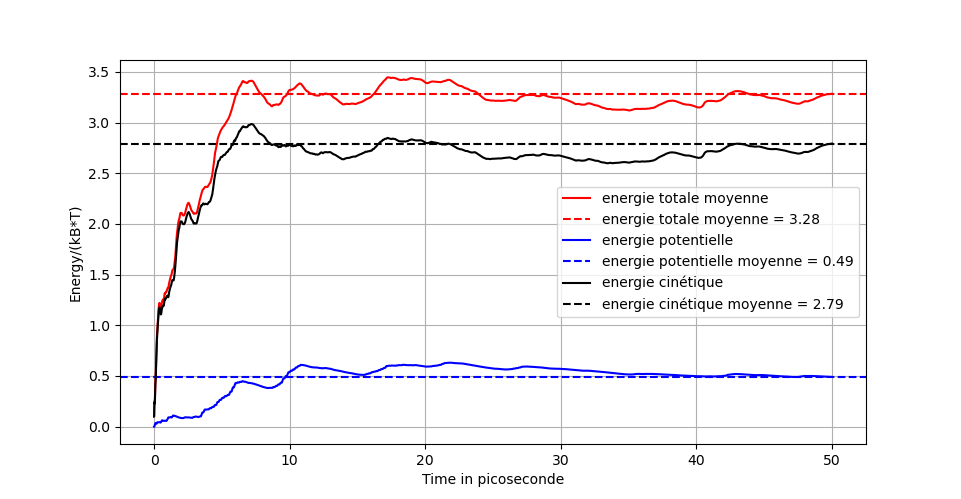 3.5
3.0
2.5
2.0
1.5
1.0
0.5
0.0
Energy/(kB*T)
energie totale moyenne
energie totale moyenne = 3.28
energie potentielle
energie potentielle moyenne = 0.49
energie cinétique
energie cinétique moyenne = 2.79
0 10 20 30 40 50
Time in picoseconde